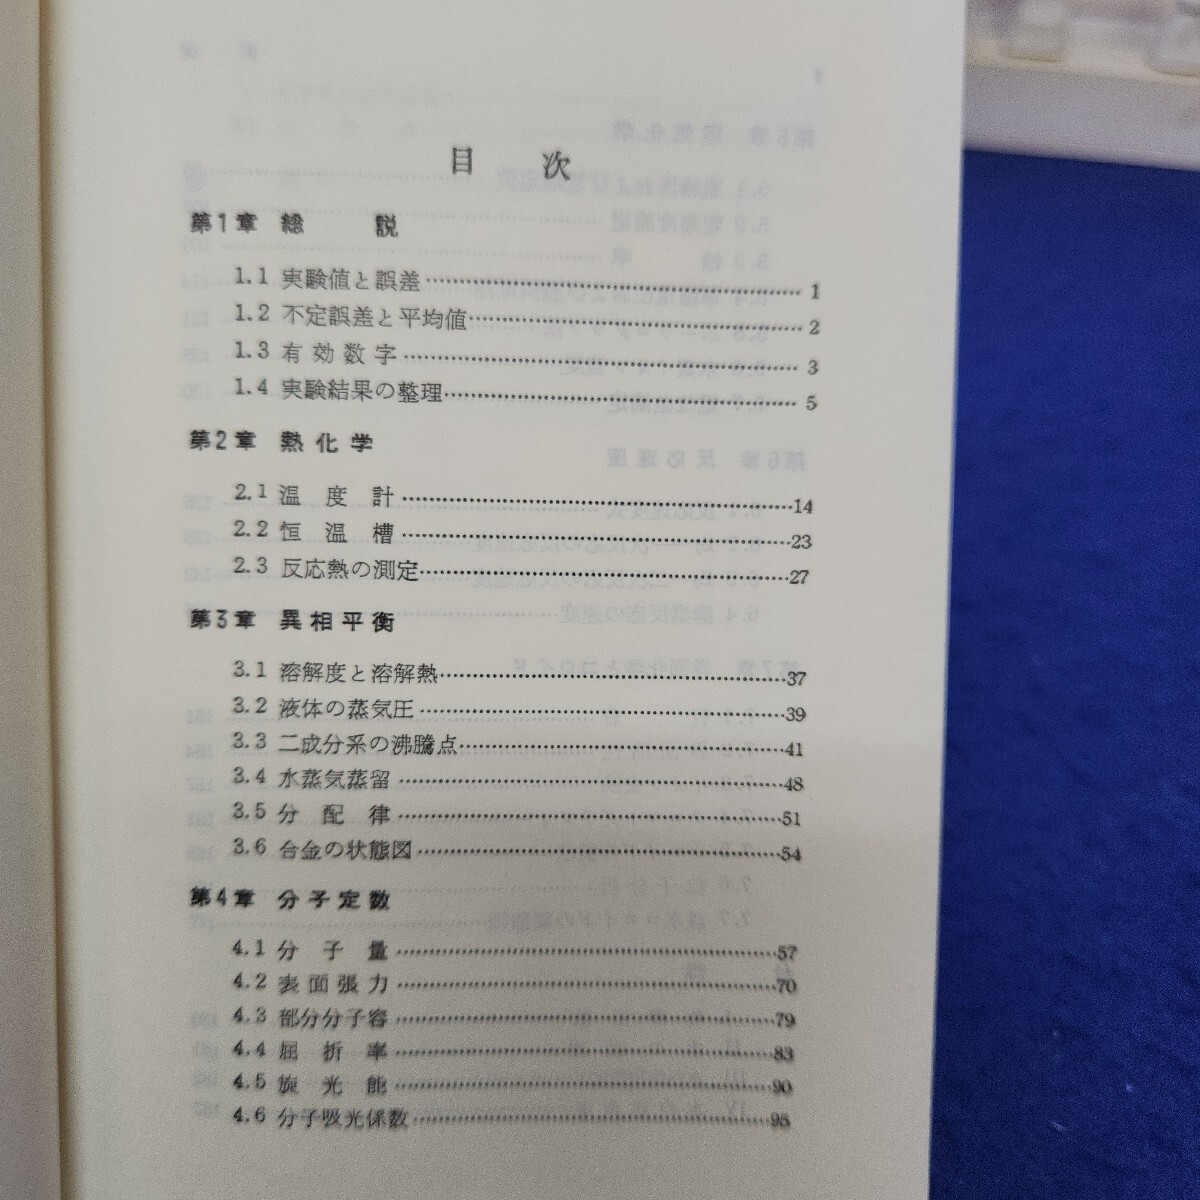 目 次
第1章 総 説
1.1 実験値と誤差 1
1.2 不定誤差と平均値 2
1.3 有効数字 3
1.4 実験結果の整理 5
第2章 熱化学
2.1 温度計 14
2.2 恒温槽 23
2.3 反応熱の測定 27
第3章 異相平衡
3.1 溶解度と溶解熱 37
3.2 液体の蒸気圧 39
3.3 二成分系の沸騰点 41
3.4 水蒸気蒸留 48
3.5 分配律 51
3.6 合金の状態図 54
第4章 分子定数
4.1 分子量 57
4.2 表面張力 70
4.3 部分分子容 79
4.4 屈折率 83
4.5 旋光能 90
4.6 分子吸光係数 95